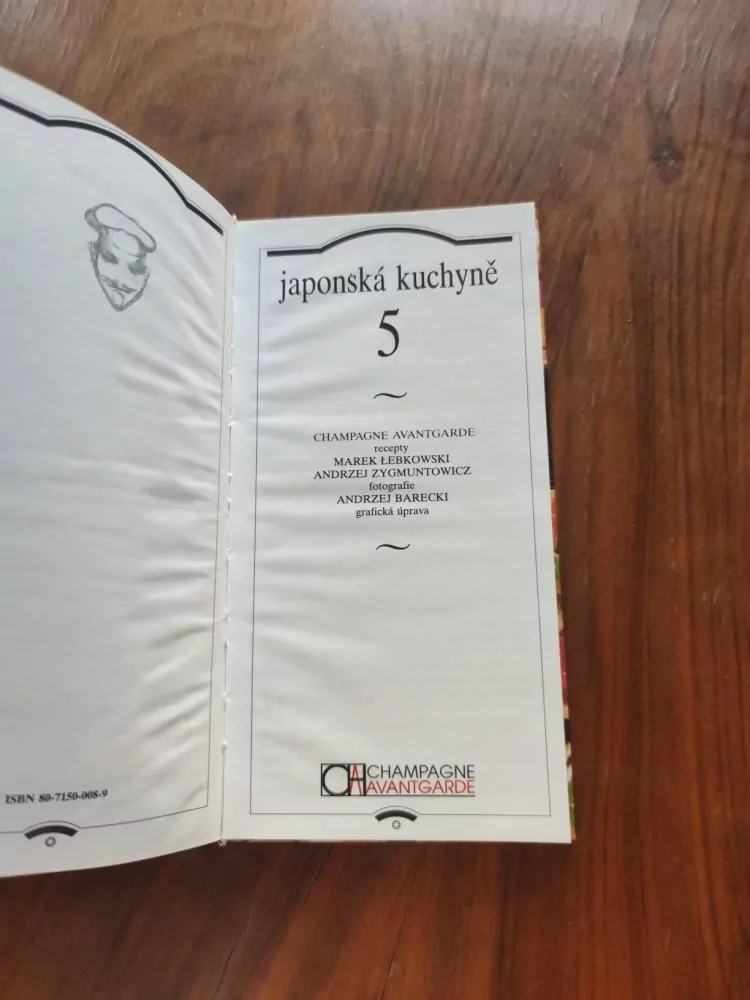 ISBN 80-7150-008-9
japonská kuchyně
5
CHAMPAGNE AVANTGARDE
recepty
MAREK ŁEBKOWSKI
ANDRZEJ ZYGMUNTOWICZ
fotografie
ANDRZEJ BARECKI
grafická úprava
CHAMPAGNE
AVANTGARDE